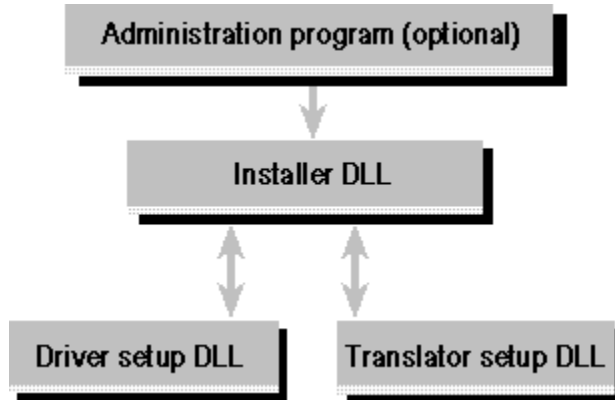 Administration program (optional)
Installer DLL
Driver setup DLL
Translator setup DLL